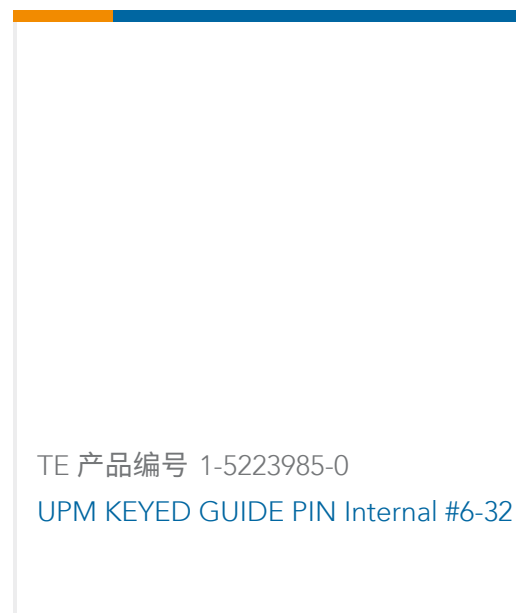 TE 产品编号 1-5223985-0
UPM KEYED GUIDE PIN Internal #6-32